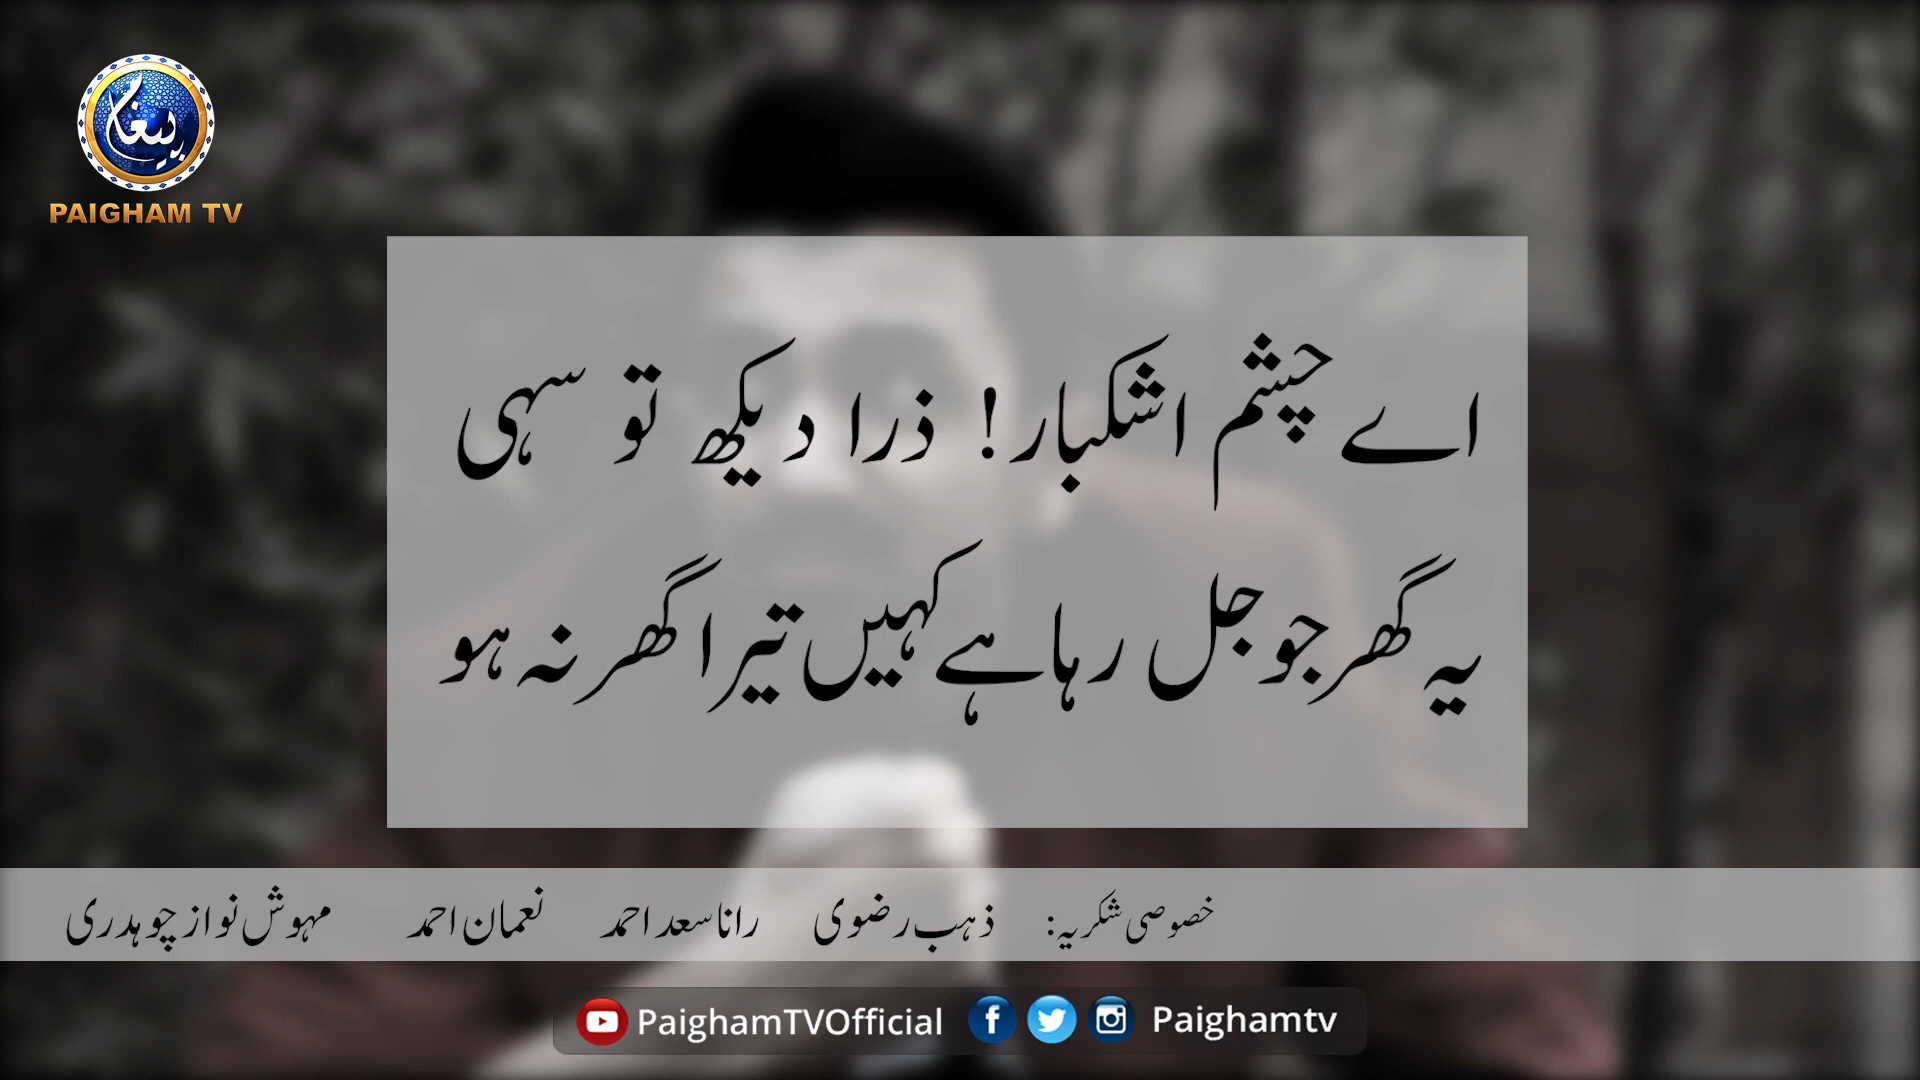 پیغام
PAIGHAM TV
اے چشم اشکبار! ذرا دیکھ تو سہی
یہ گھر جو جل رہا ہے کہیں تیرا گھر نہ ہو
خصوصی شکریہ: ذہب رضوی رانا سعد احمد نعمان احمد مہوش نواز چوہدری
PaighamTVOfficial Paighamtv